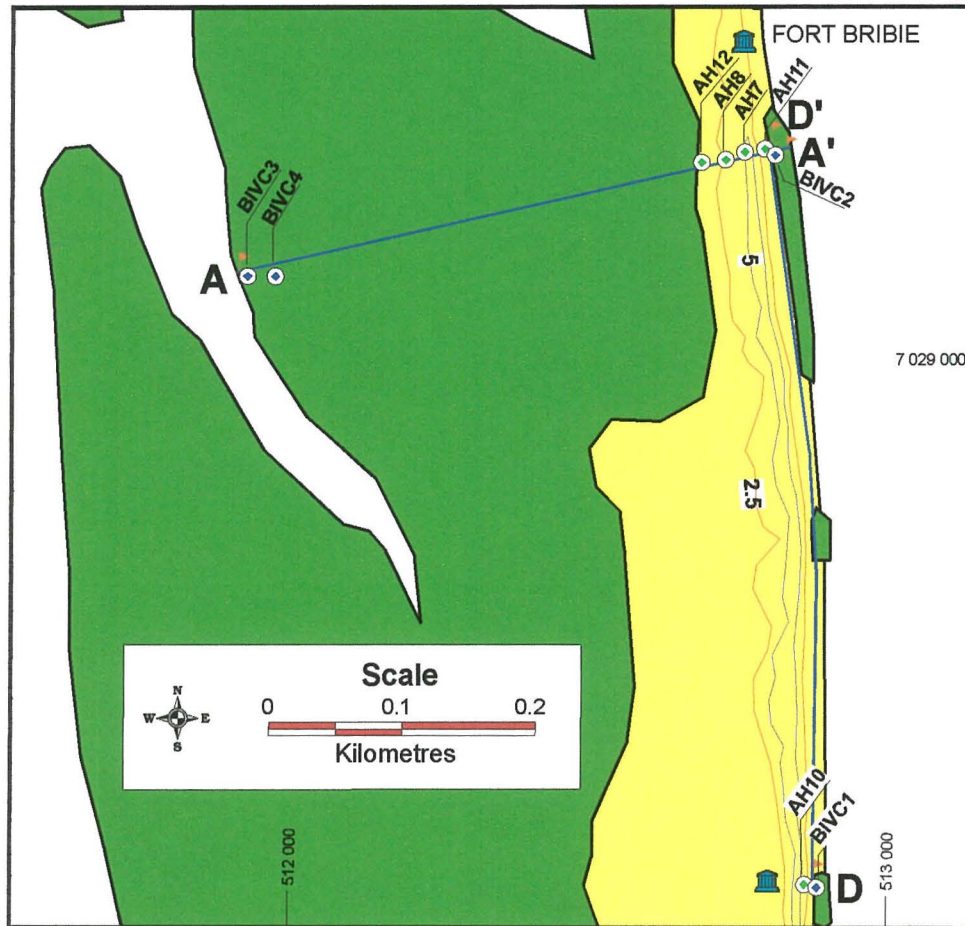 FORT BRIBIE
AH12
AH8
AH7
AH11
D'
A'
BIVC2
BIVC3
BIVC4
A
5
7 029 000
2.5
Scale
0 0.1 0.2
Kilometres
N
W E
S
AH10
BIVC1
D
512 000
513 000